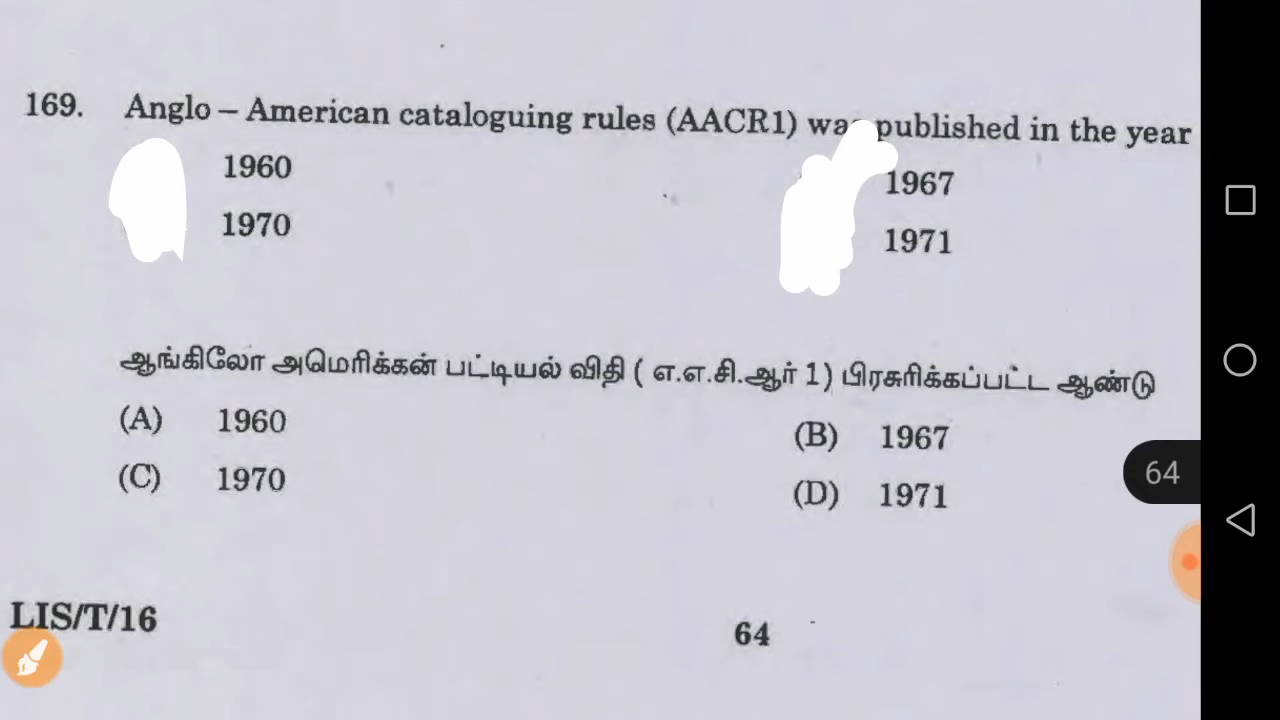 169. Anglo – American cataloguing rules (AACR1) was published in the year
1960 1967
1970 1971
ஆங்கிலோ அமெரிக்கன் பட்டியல் விதி ( எ.எ.சி.ஆர் 1) பிரசுரிக்கப்பட்ட ஆண்டு
(A) 1960 (B) 1967
(C) 1970 (D) 1971
64
LIS/T/16 64